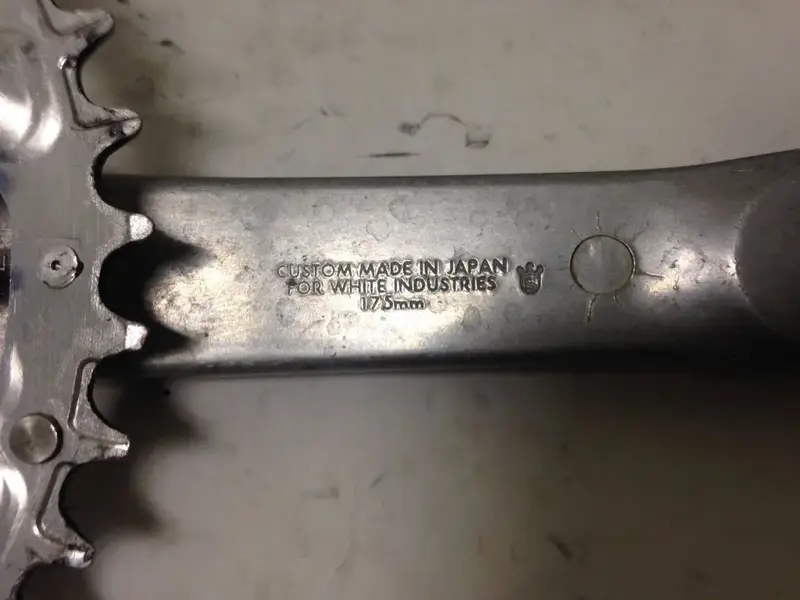 CUSTOM MADE IN JAPAN
FOR WHITE INDUSTRIES
175mm